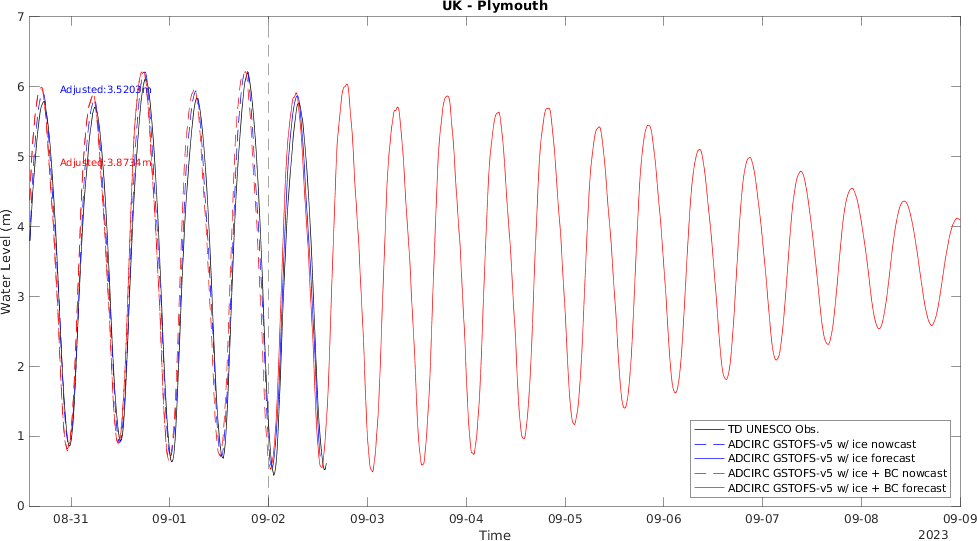 UK - Plymouth
7
6
5
4
3
2
1
0
Water Level (m)
Adjusted:3.5203m
Adjusted:3.8734m
TD UNESCO Obs.
ADCIRC GSTOFS-v5 w/ ice nowcast
ADCIRC GSTOFS-v5 w/ ice forecast
ADCIRC GSTOFS-v5 w/ ice + BC nowcast
ADCIRC GSTOFS-v5 w/ ice + BC forecast
08-31 09-01 09-02 09-03 09-04 09-05 09-06 09-07 09-08 09-09
Time
2023